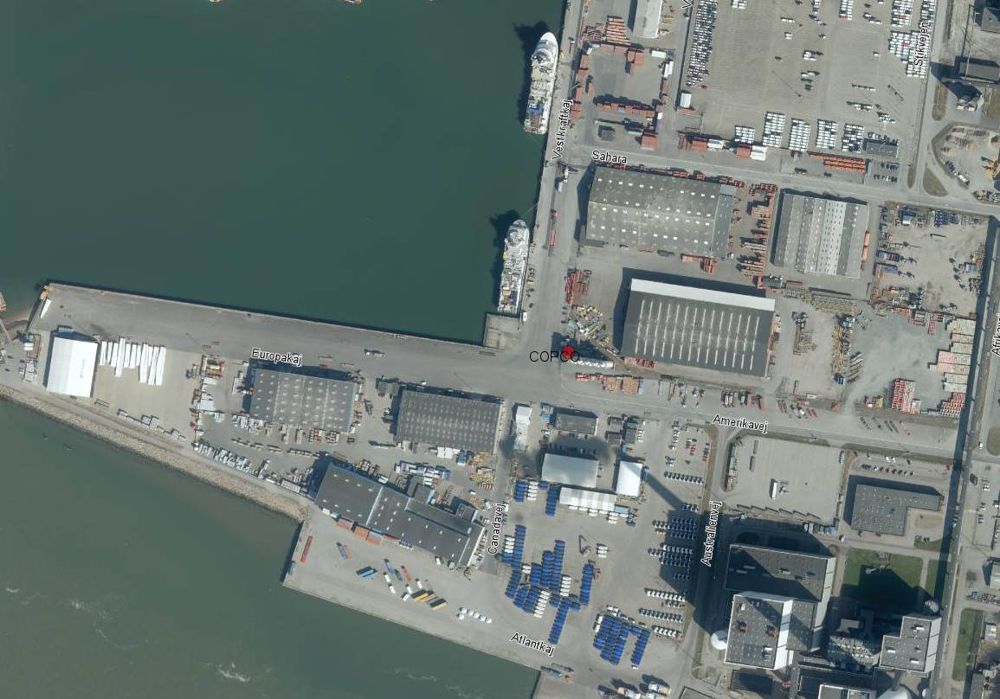 Stikvejen
Vestkraftkaj
Sahara
Europakaj
COPCO
Amerikavej
Canadavej
Australienvej
Atlantkaj